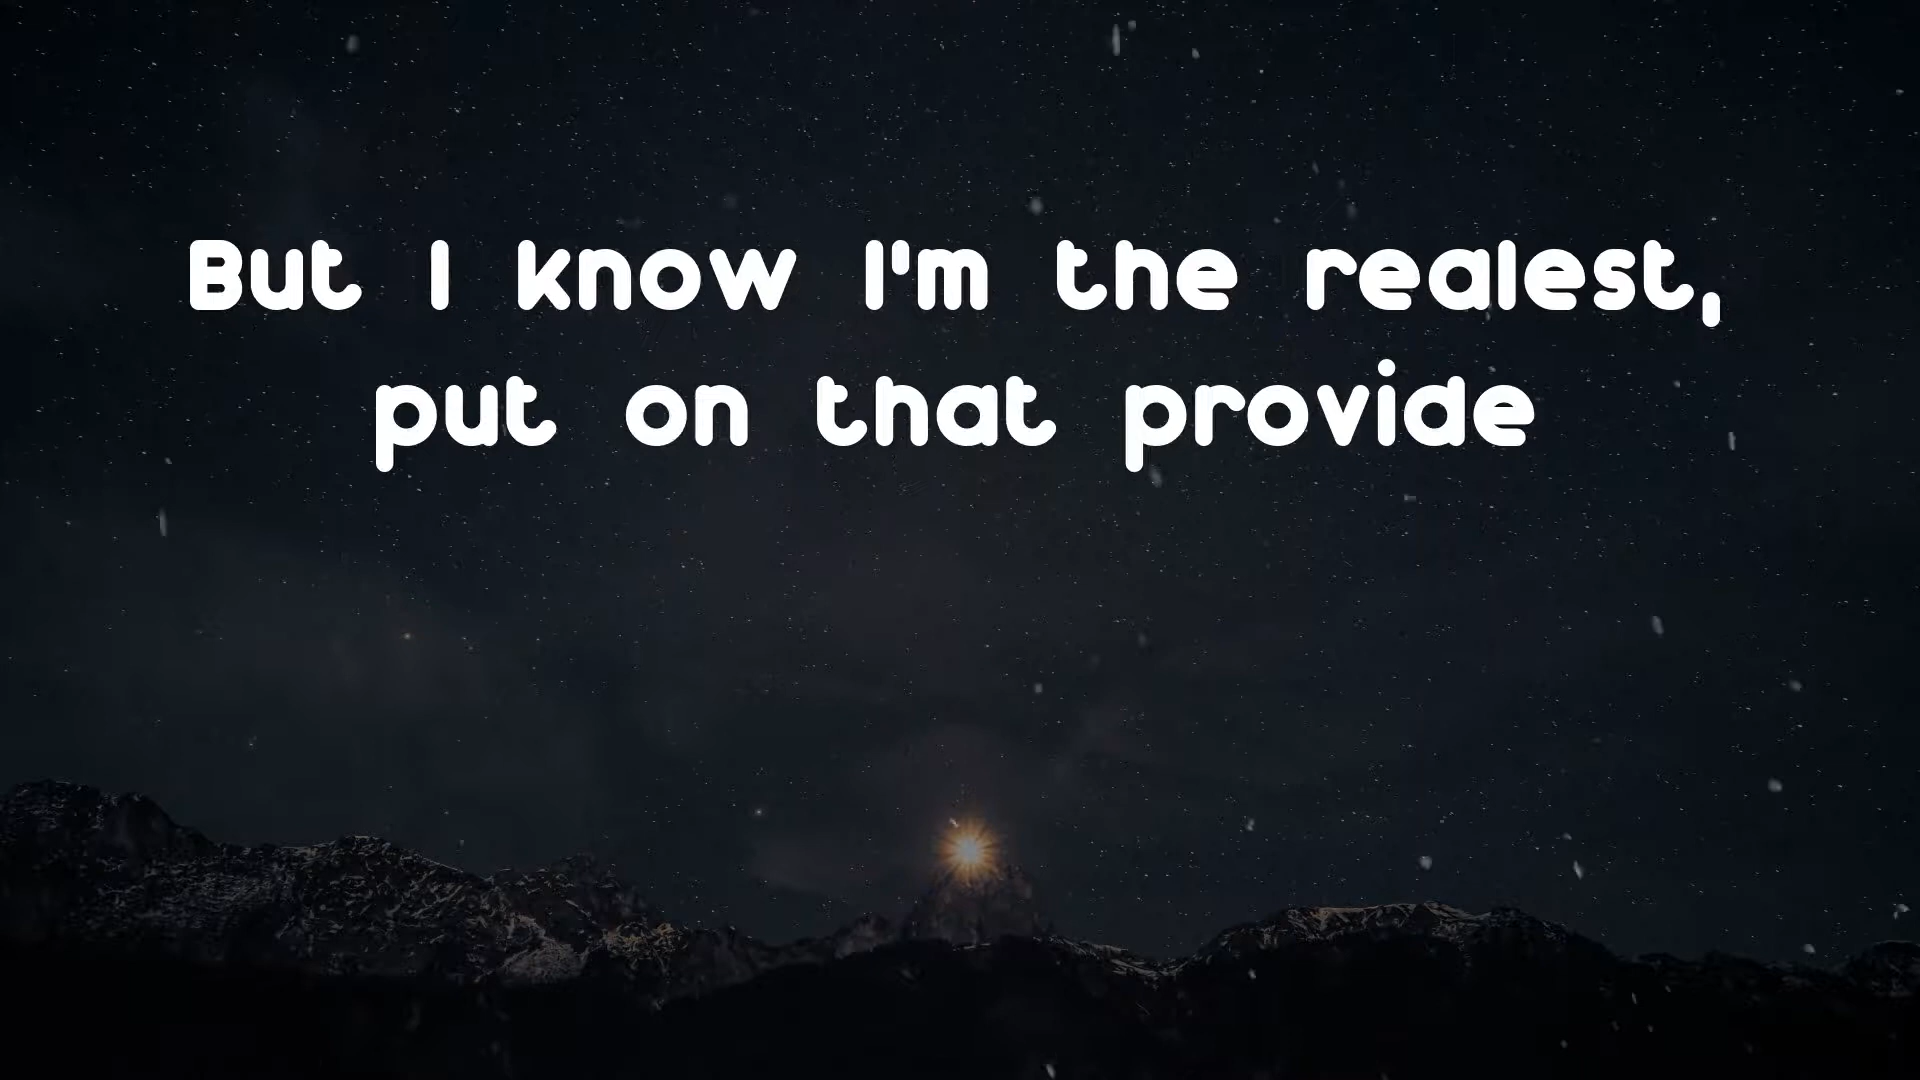 But I know I'm the realest,
put on that provide